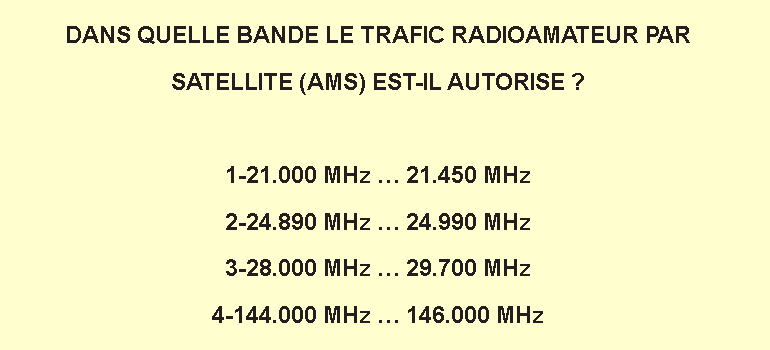 DANS QUELLE BANDE LE TRAFIC RADIOAMATEUR PAR
SATELLITE (AMS) EST-IL AUTORISE ?
1-21.000 MHz … 21.450 MHz
2-24.890 MHz … 24.990 MHz
3-28.000 MHz … 29.700 MHz
4-144.000 MHz … 146.000 MHz